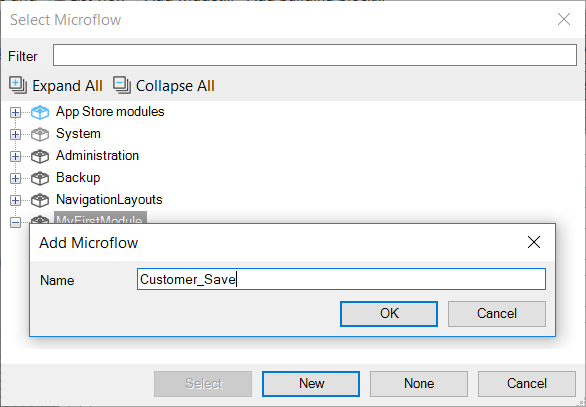 Select Microflow
Filter
Expand All Collapse All
App Store modules
System
Administration
Backup
NavigationLayouts
MyFirstModule
Add Microflow
Name Customer_Save
OK Cancel
Select New None Cancel